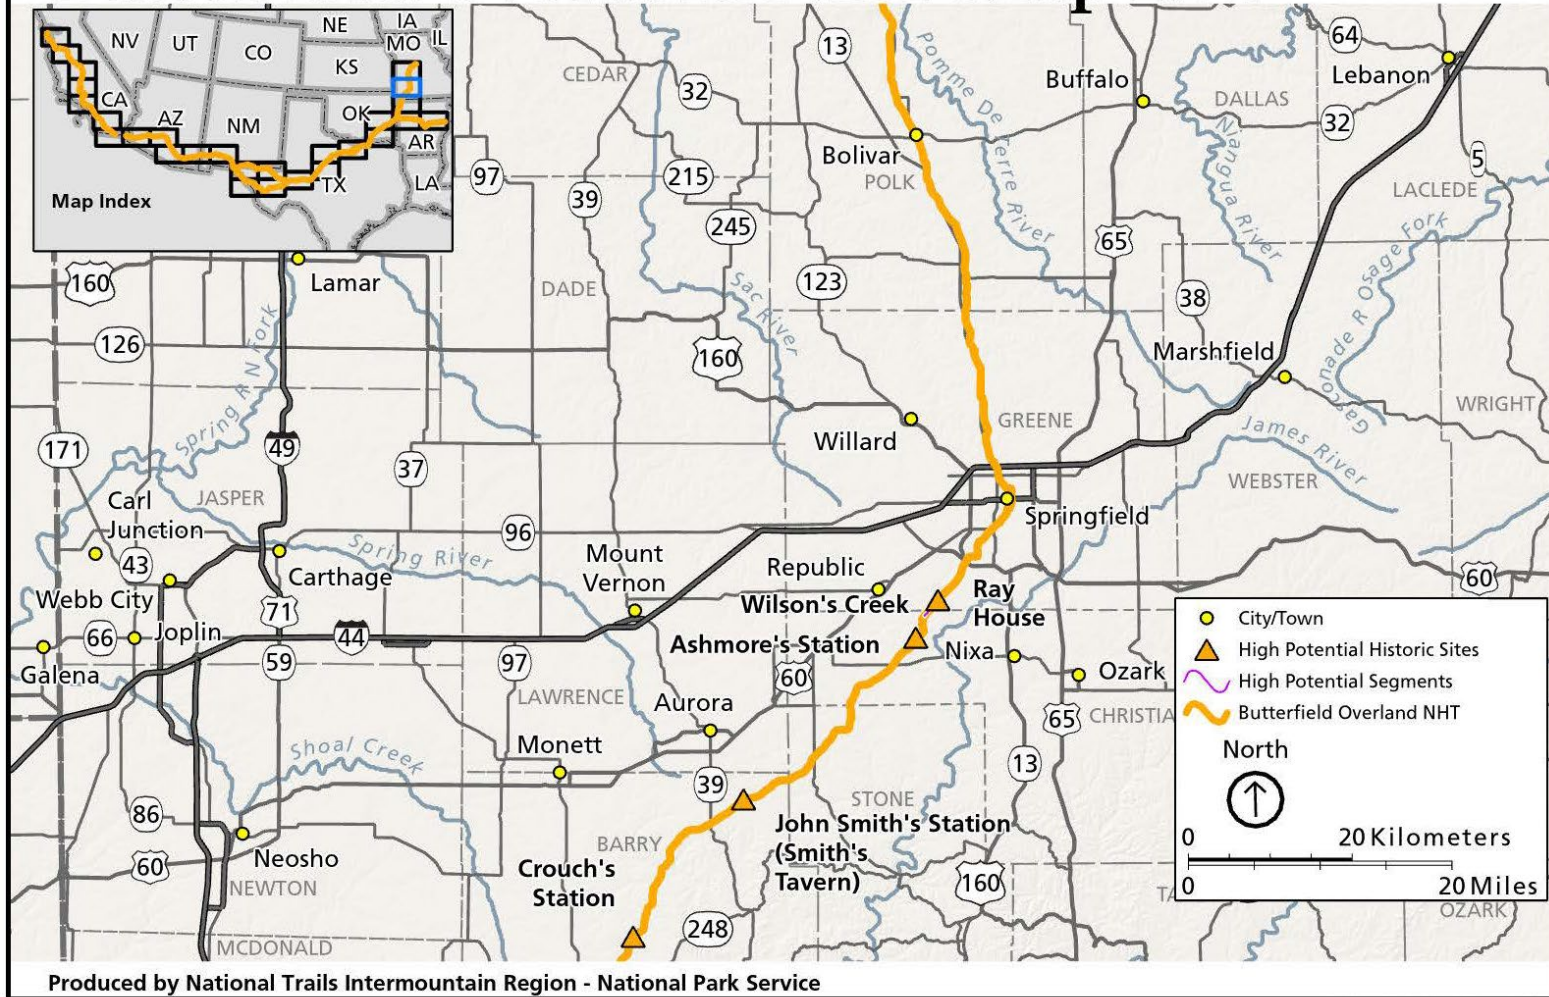 NE
IA
NV
UT
CO
MO
IL
KS
CA
AZ
NM
OK
AR
TX
LA
Map Index
13
64
CEDAR
Pomme De Terre River
Buffalo
Lebanon
32
DALLAS
32
Bolivar
POLK
Niangua River
5
97
215
LACLEDE
39
245
65
Gasconade R Osage Fork
160
Lamar
DADE
Sac River
123
38
126
Spring R N Fork
160
Marshfield
WRIGHT
GREENE
171
49
37
Willard
James River
WEBSTER
Carl
Junction
JASPER
96
Springfield
43
Spring River
Mount
Vernon
Republic
60
Carthage
Webb City
71
Wilson's Creek
Ray
House
66
Joplin
44
Ashmore's Station
Nixa
Galena
59
97
60
Ozark
LAWRENCE
Aurora
65
CHRISTIA
Shoal Creek
Monett
13
39
STONE
86
BARRY
John Smith's Station
(Smith's
Tavern)
60
Neosho
Crouch's
Station
160
NEWTON
TA
OZARK
248
MCDONALD
City/Town
High Potential Historic Sites
High Potential Segments
Butterfield Overland NHT
North
0 20 Kilometers
0 20 Miles
Produced by National Trails Intermountain Region - National Park Service